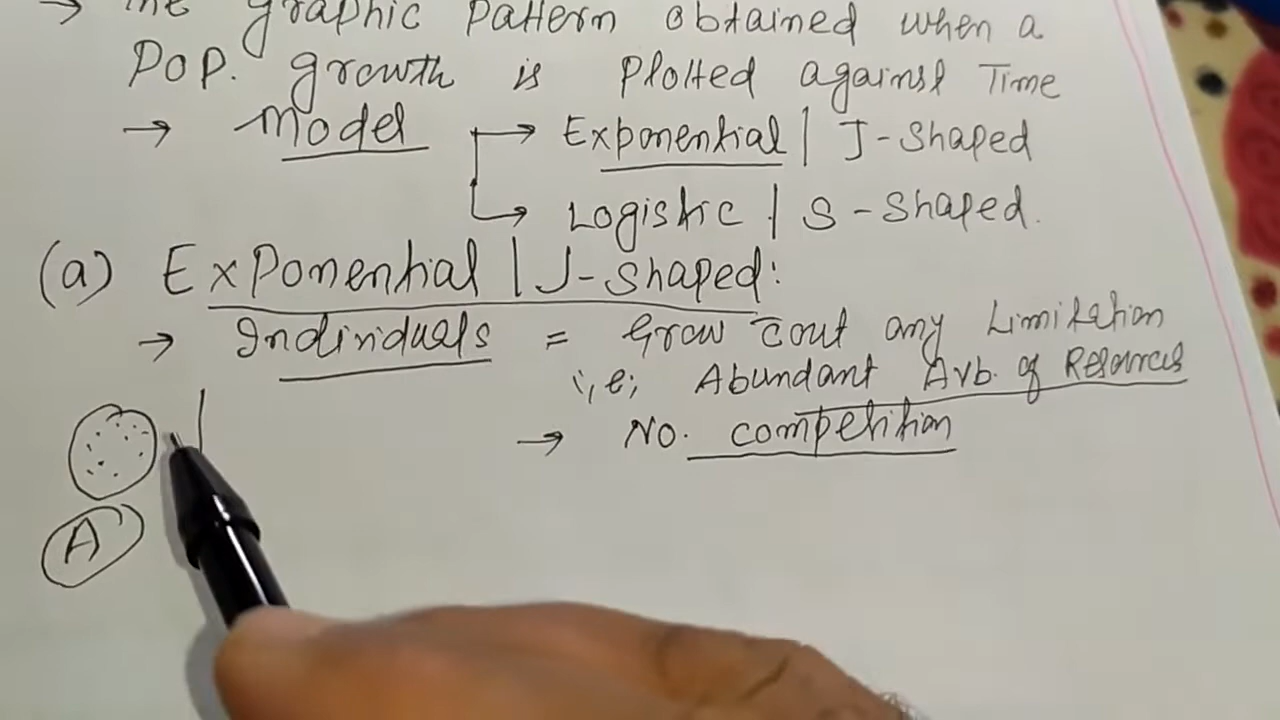 → The graphic pattern obtained when a
Pop. growth is Plotted against Time
→ Model → Exponential | J-Shaped
→ Logistic | S-Shaped.
(a) Exponential | J-Shaped:
→ Individuals = Grow c̄out any Limitation
i,e; Abundant Avb. of Resources
→ No. competition
A